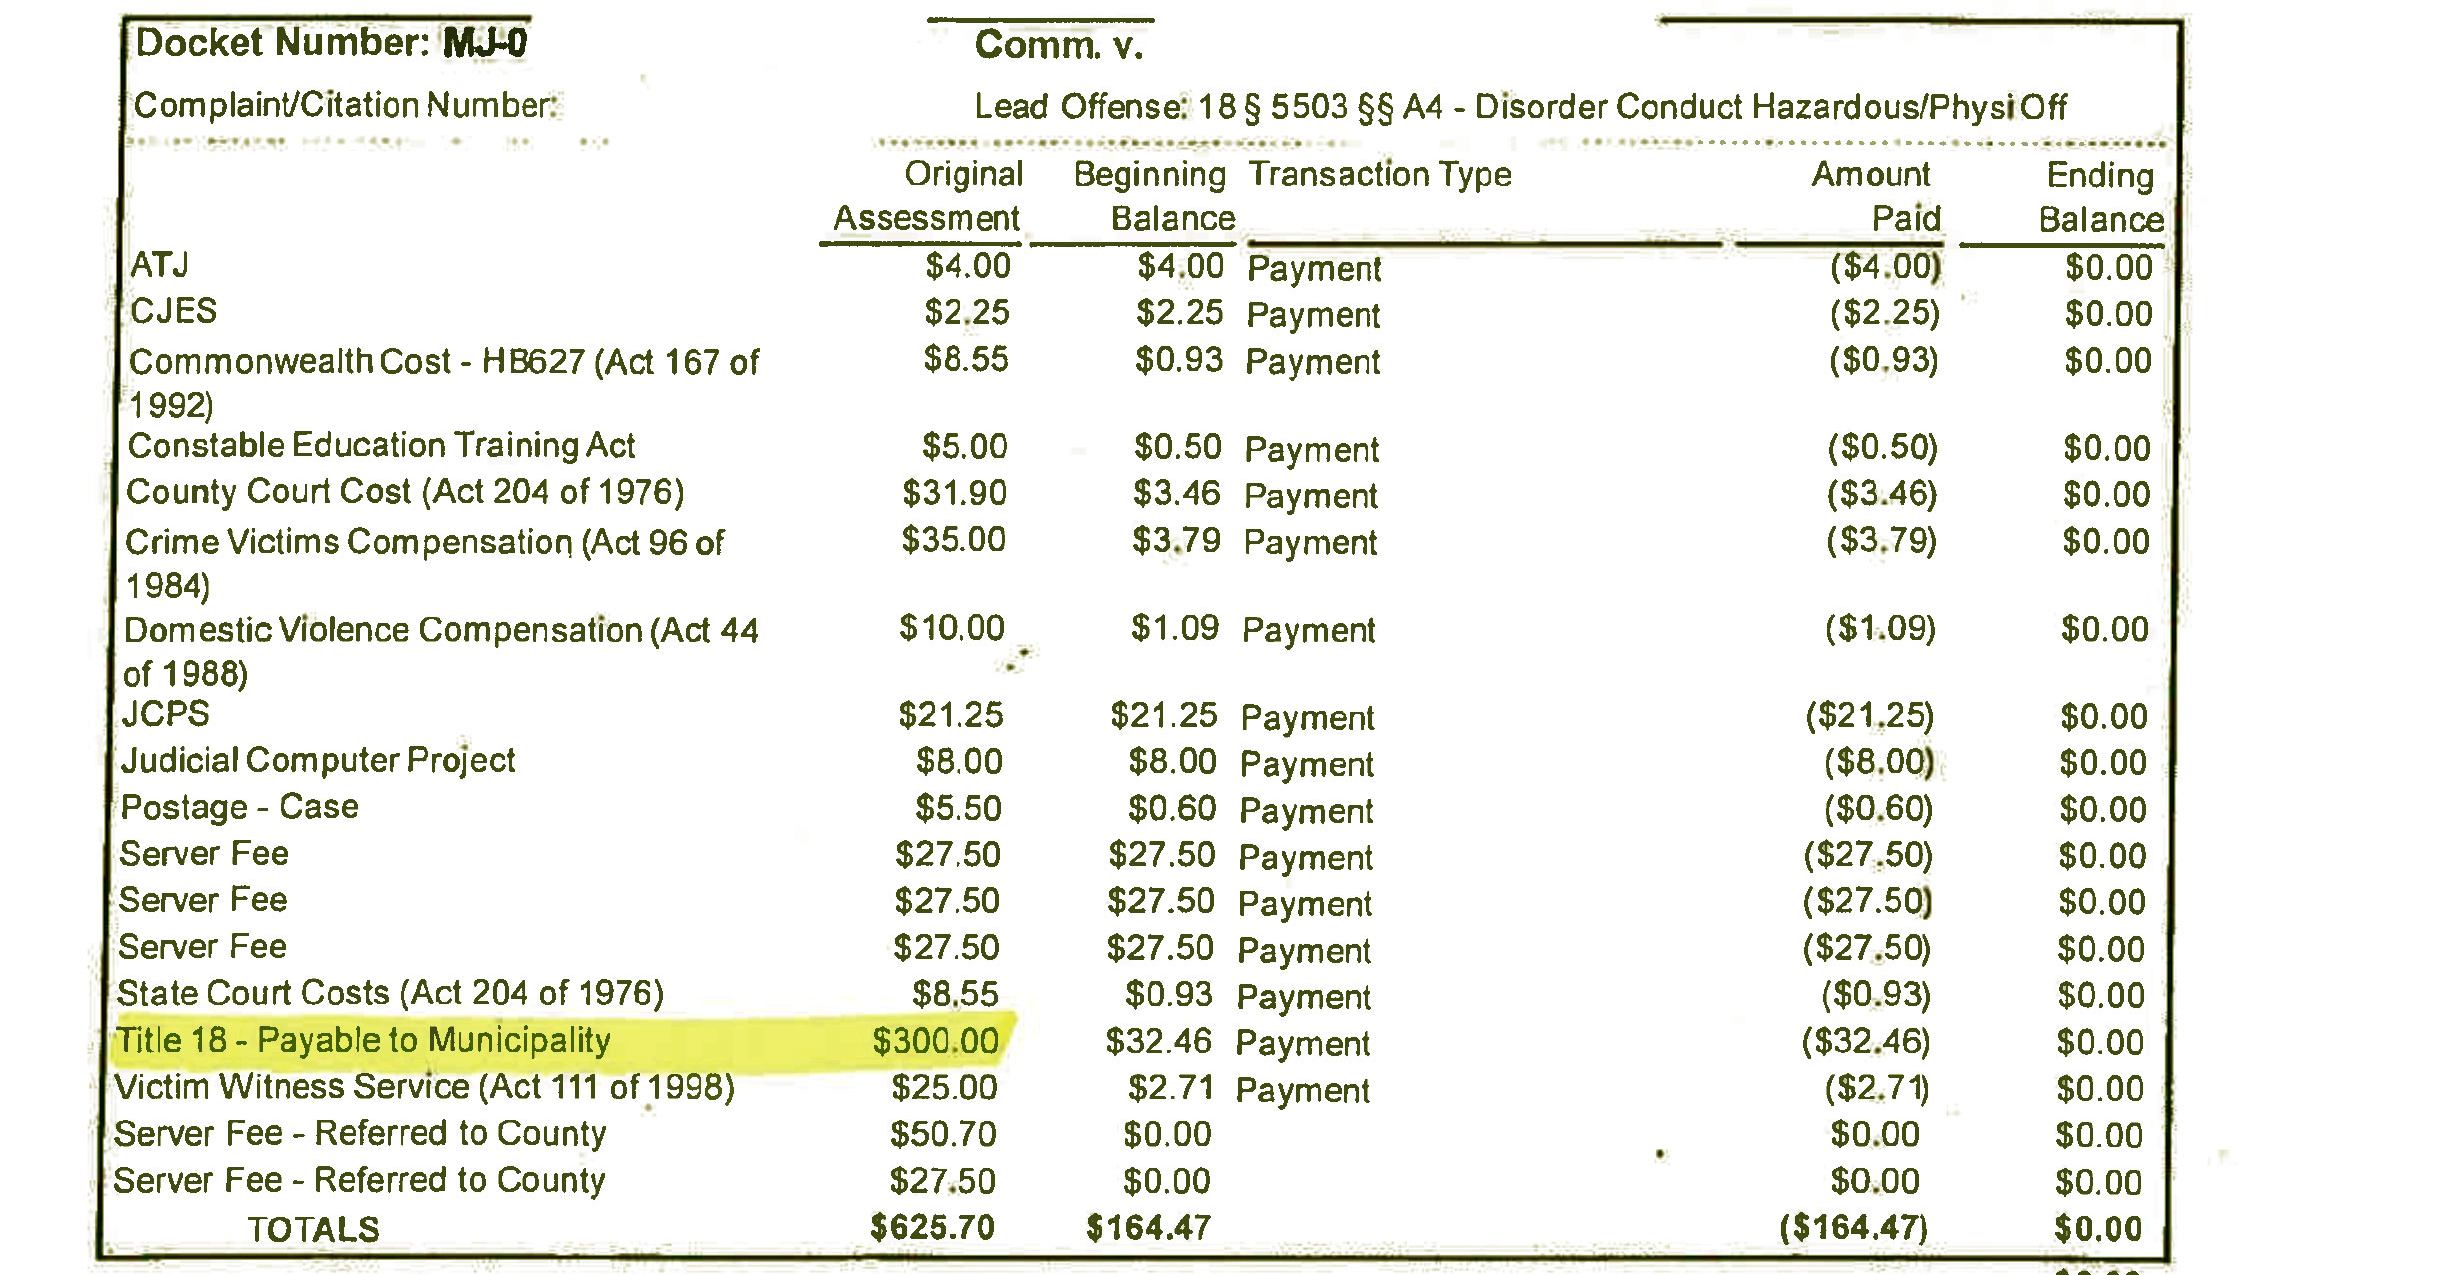 Docket Number: MJ-0 Comm. v.
Complaint/Citation Number: Lead Offense: 18 § 5503 §§ A4 - Disorder Conduct Hazardous/Physi Off
Original Beginning Transaction Type Amount Ending
Assessment Balance Paid Balance
ATJ $4.00 $4.00 Payment ($4.00) $0.00
CJES $2.25 $2.25 Payment ($2.25) $0.00
Commonwealth Cost - HB627 (Act 167 of $8.55 $0.93 Payment ($0.93) $0.00
1992)
Constable Education Training Act $5.00 $0.50 Payment ($0.50) $0.00
County Court Cost (Act 204 of 1976) $31.90 $3.46 Payment ($3.46) $0.00
Crime Victims Compensation (Act 96 of $35.00 $3.79 Payment ($3.79) $0.00
1984)
Domestic Violence Compensation (Act 44 $10.00 $1.09 Payment ($1.09) $0.00
of 1988)
JCPS $21.25 $21.25 Payment ($21.25) $0.00
Judicial Computer Project $8.00 $8.00 Payment ($8.00) $0.00
Postage - Case $5.50 $0.60 Payment ($0.60) $0.00
Server Fee $27.50 $27.50 Payment ($27.50) $0.00
Server Fee $27.50 $27.50 Payment ($27.50) $0.00
Server Fee $27.50 $27.50 Payment ($27.50) $0.00
State Court Costs (Act 204 of 1976) $8.55 $0.93 Payment ($0.93) $0.00
Title 18 - Payable to Municipality $300.00 $32.46 Payment ($32.46) $0.00
Victim Witness Service (Act 111 of 1998) $25.00 $2.71 Payment ($2.71) $0.00
Server Fee - Referred to County $50.70 $0.00 $0.00 $0.00
Server Fee - Referred to County $27.50 $0.00 $0.00 $0.00
TOTALS $625.70 $164.47 ($164.47) $0.00